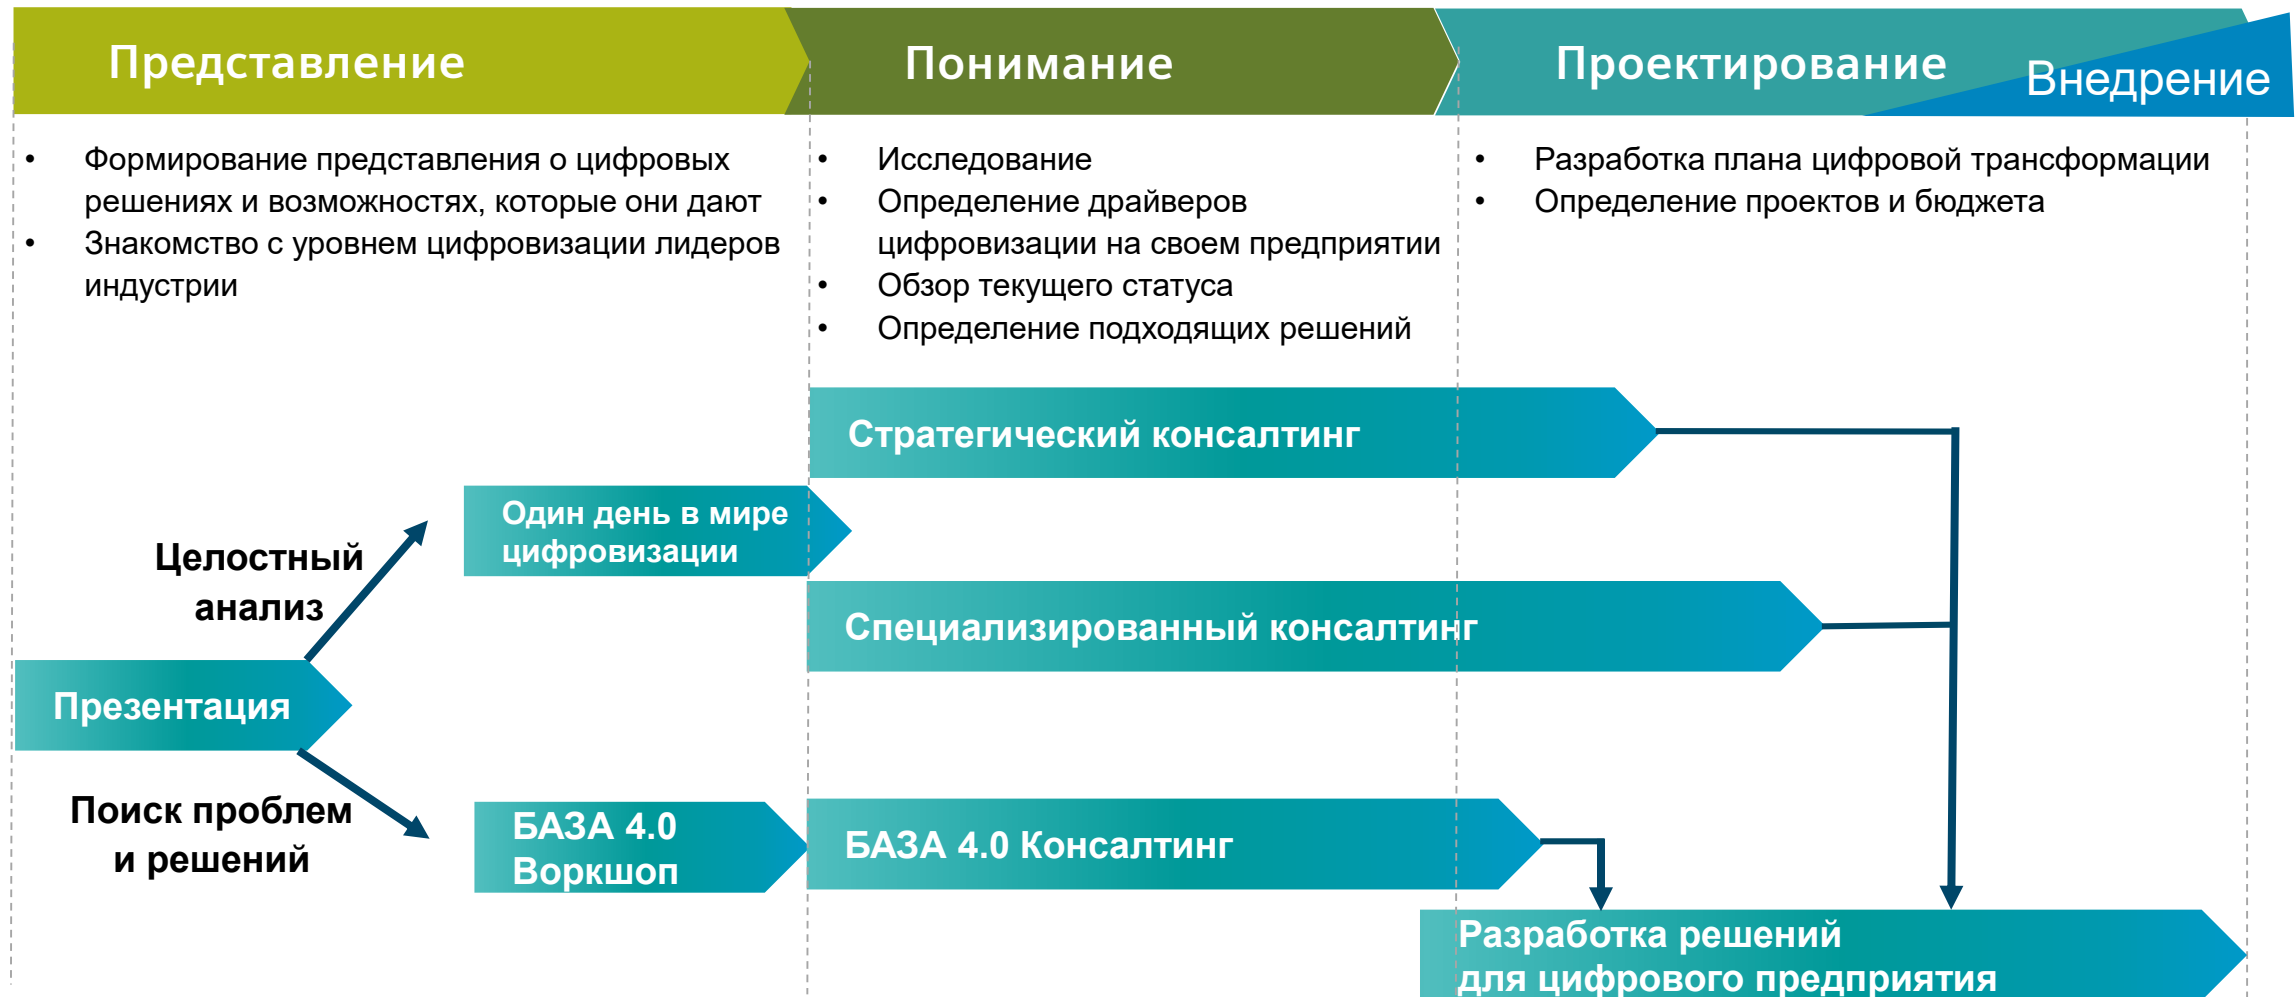 Представление
Понимание
Проектирование
Внедрение
• Формирование представления о цифровых
решениях и возможностях, которые они дают
• Знакомство с уровнем цифровизации лидеров
индустрии
• Исследование
• Определение драйверов
цифровизации на своем предприятии
• Обзор текущего статуса
• Определение подходящих решений
• Разработка плана цифровой трансформации
• Определение проектов и бюджета
Стратегический консалтинг
Один день в мире
цифровизации
Целостный
анализ
Специализированный консалтинг
Презентация
Поиск проблем
и решений
БАЗА 4.0
Воркшоп
БАЗА 4.0 Консалтинг
Разработка решений
для цифрового предприятия